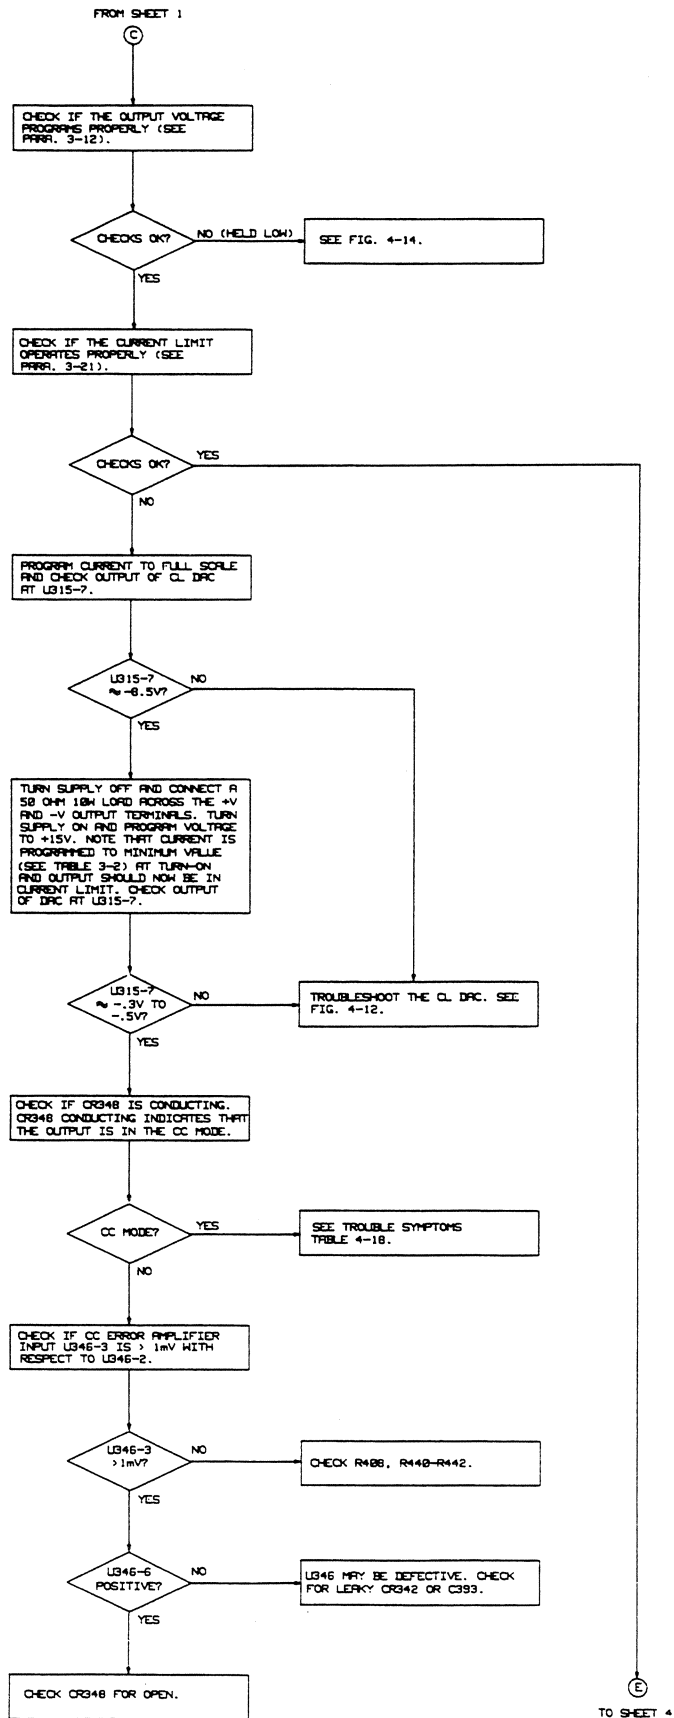 FROM SHEET 1
C
CHECK IF THE OUTPUT VOLTAGE
PROGRAMS PROPERLY (SEE
PARA. 3-12).
CHECKS OK?
NO (HELD LOW)
SEE FIG. 4-14.
YES
CHECK IF THE CURRENT LIMIT
OPERATES PROPERLY (SEE
PARA. 3-21).
CHECKS OK?
YES
NO
PROGRAM CURRENT TO FULL SCALE
AND CHECK OUTPUT OF CL DAC
AT U315-7.
U315-7
≈ -8.5V?
NO
YES
TURN SUPPLY OFF AND CONNECT A
50 OHM 10W LOAD ACROSS THE +V
AND -V OUTPUT TERMINALS. TURN
SUPPLY ON AND PROGRAM VOLTAGE
TO +15V. NOTE THAT CURRENT IS
PROGRAMMED TO MINIMUM VALUE
(SEE TABLE 3-2) AT TURN-ON
AND OUTPUT SHOULD NOW BE IN
CURRENT LIMIT. CHECK OUTPUT
OF DAC AT U315-7.
U315-7
≈ -.3V TO
-.5V?
NO
TROUBLESHOOT THE CL DAC. SEE
FIG. 4-12.
YES
CHECK IF CR348 IS CONDUCTING.
CR348 CONDUCTING INDICATES THAT
THE OUTPUT IS IN THE CC MODE.
CC MODE?
YES
SEE TROUBLE SYMPTOMS
TABLE 4-18.
NO
CHECK IF CC ERROR AMPLIFIER
INPUT U346-3 IS > 1mV WITH
RESPECT TO U346-2.
U346-3
>1mV?
NO
CHECK R408, R440-R442.
YES
U346-6
POSITIVE?
NO
U346 MAY BE DEFECTIVE. CHECK
FOR LEAKY CR342 OR C393.
YES
CHECK CR348 FOR OPEN.
E
TO SHEET 4